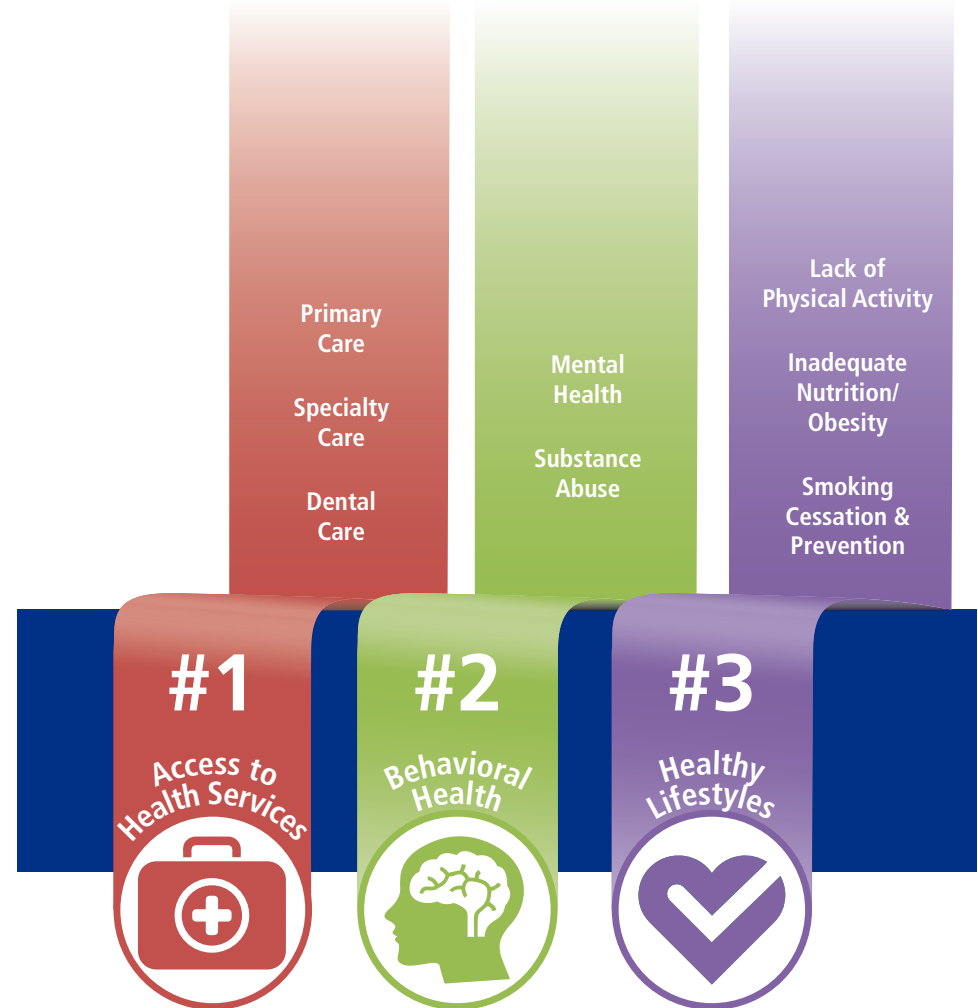 Primary
Care
Specialty
Care
Dental
Care
Mental
Health
Substance
Abuse
Lack of
Physical Activity
Inadequate
Nutrition/
Obesity
Smoking
Cessation &
Prevention
#1
Access to
Health Services
#2
Behavioral
Health
#3
Healthy
Lifestyles